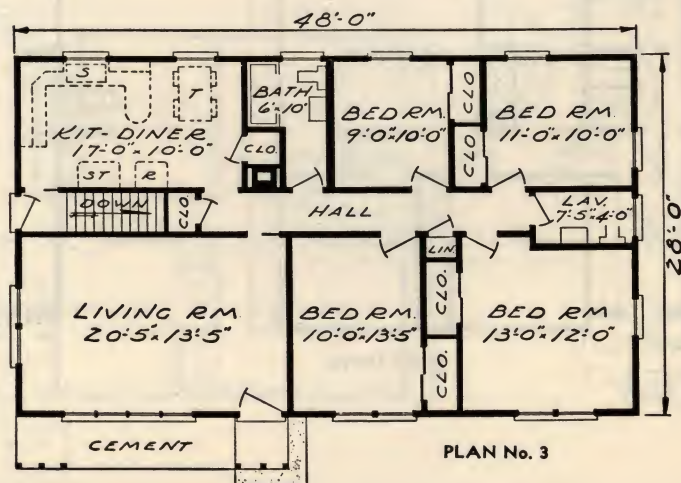 48'-0"
S
T
BATH
6'x10'
BED RM.
9'-0"x10'-0"
CLO
CLO
BED RM.
11'-0"x10'-0"
KIT-DINER
17'-0"x10'-0"
CLO.
ST
R
DOWN
CLO
HALL
LAV.
7'-5"x4'-0"
28'-0"
LIN.
LIVING RM
20'-5"x13'-5"
BED RM.
10'-0"x13'-5"
CLO.
CLO.
BED RM
13'-0"x12'-0"
CEMENT
PLAN No. 3